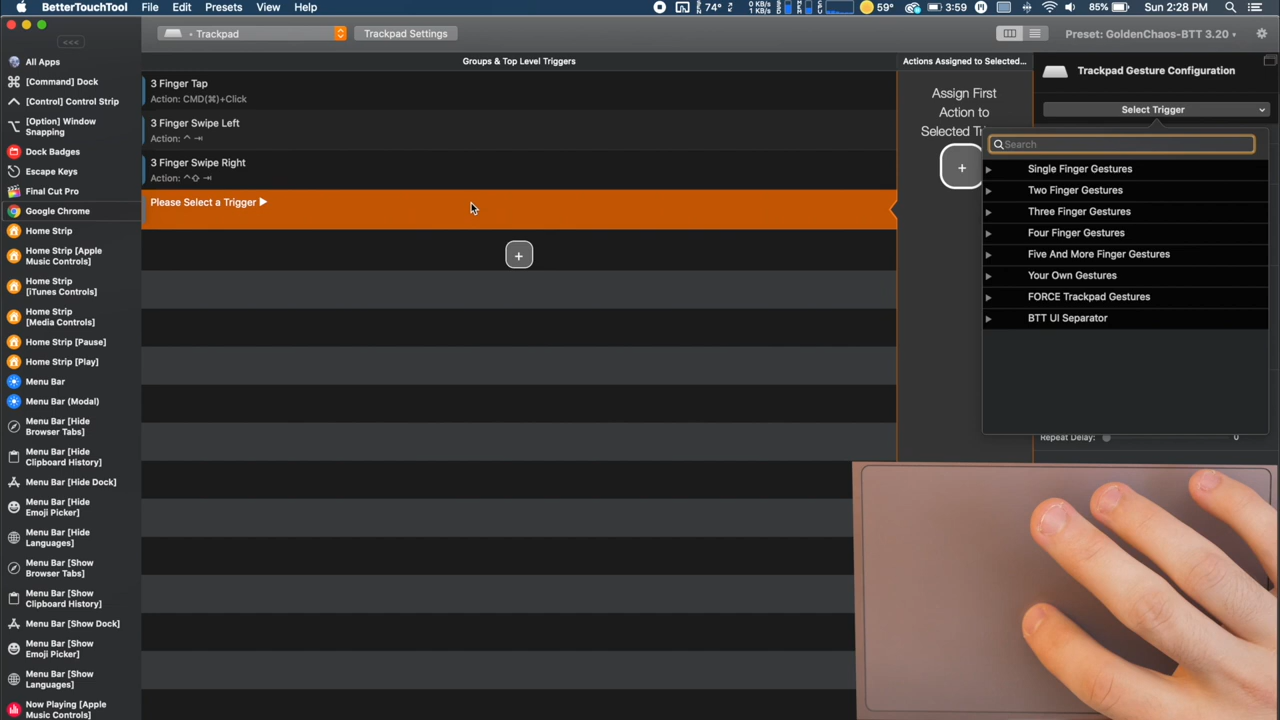 BetterTouchTool File Edit Presets View Help
74° 0 KB/s 0 KB/s 59° 3:59 85% Sun 2:28 PM
<<<
• Trackpad Trackpad Settings Preset: GoldenChaos-BTT 3.20
All Apps
[Command] Dock
[Control] Control Strip
[Option] Window
Snapping
Dock Badges
Escape Keys
Final Cut Pro
Google Chrome
Home Strip
Home Strip [Apple
Music Controls]
Home Strip
[iTunes Controls]
Home Strip
[Media Controls]
Home Strip [Pause]
Home Strip [Play]
Menu Bar
Menu Bar (Modal)
Menu Bar [Hide
Browser Tabs]
Menu Bar [Hide
Clipboard History]
Menu Bar [Hide Dock]
Menu Bar [Hide
Emoji Picker]
Menu Bar [Hide
Languages]
Menu Bar [Show
Browser Tabs]
Menu Bar [Show
Clipboard History]
Menu Bar [Show Dock]
Menu Bar [Show
Emoji Picker]
Menu Bar [Show
Languages]
Now Playing [Apple
Music Controls]
Groups & Top Level Triggers
3 Finger Tap
Action: CMD(⌘)+Click
3 Finger Swipe Left
Action: ^ ⇥
3 Finger Swipe Right
Action: ^⇧ ⇥
Please Select a Trigger ▶
+
Actions Assigned to Selected...
Assign First
Action to
Selected T
+
Trackpad Gesture Configuration
Select Trigger
Search
Single Finger Gestures
Two Finger Gestures
Three Finger Gestures
Four Finger Gestures
Five And More Finger Gestures
Your Own Gestures
FORCE Trackpad Gestures
BTT UI Separator
Repeat Delay: 0